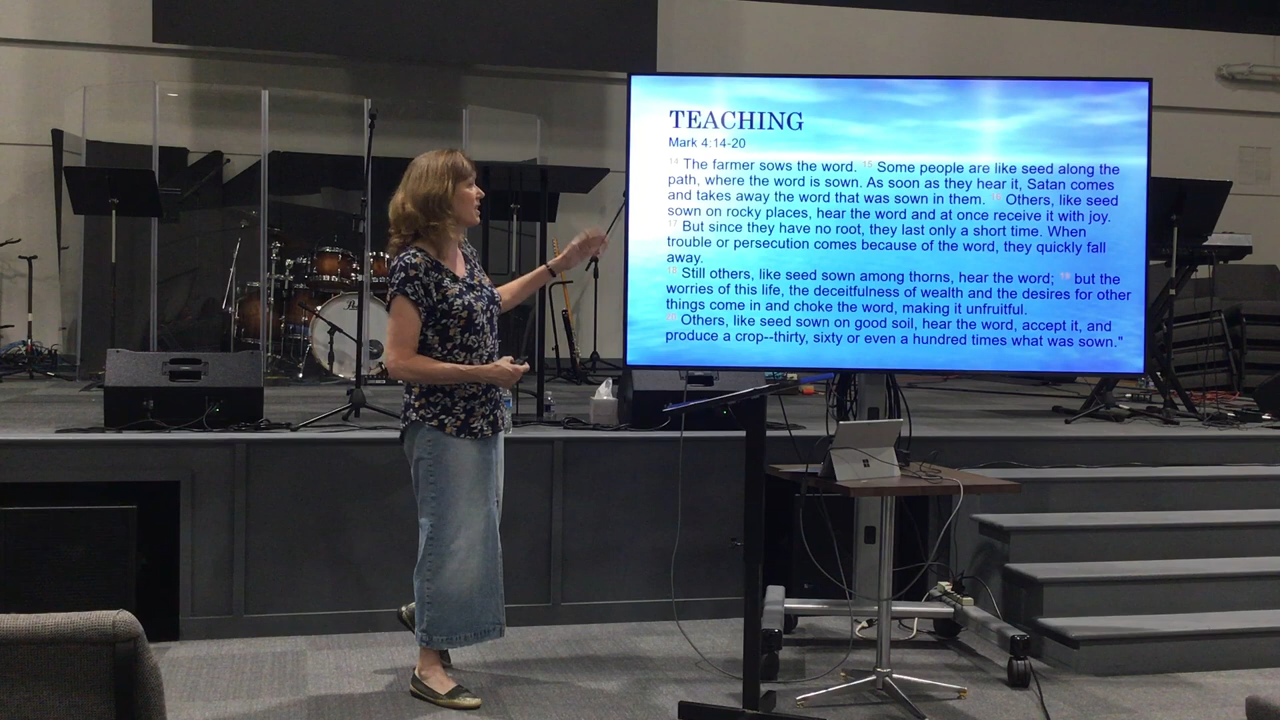 TEACHING
Mark 4:14-20
14 The farmer sows the word. 15 Some people are like seed along the
path, where the word is sown. As soon as they hear it, Satan comes
and takes away the word that was sown in them. 16 Others, like seed
sown on rocky places, hear the word and at once receive it with joy.
17 But since they have no root, they last only a short time. When
trouble or persecution comes because of the word, they quickly fall
away.
18 Still others, like seed sown among thorns, hear the word; 19 but the
worries of this life, the deceitfulness of wealth and the desires for other
things come in and choke the word, making it unfruitful.
20 Others, like seed sown on good soil, hear the word, accept it, and
produce a crop--thirty, sixty or even a hundred times what was sown."